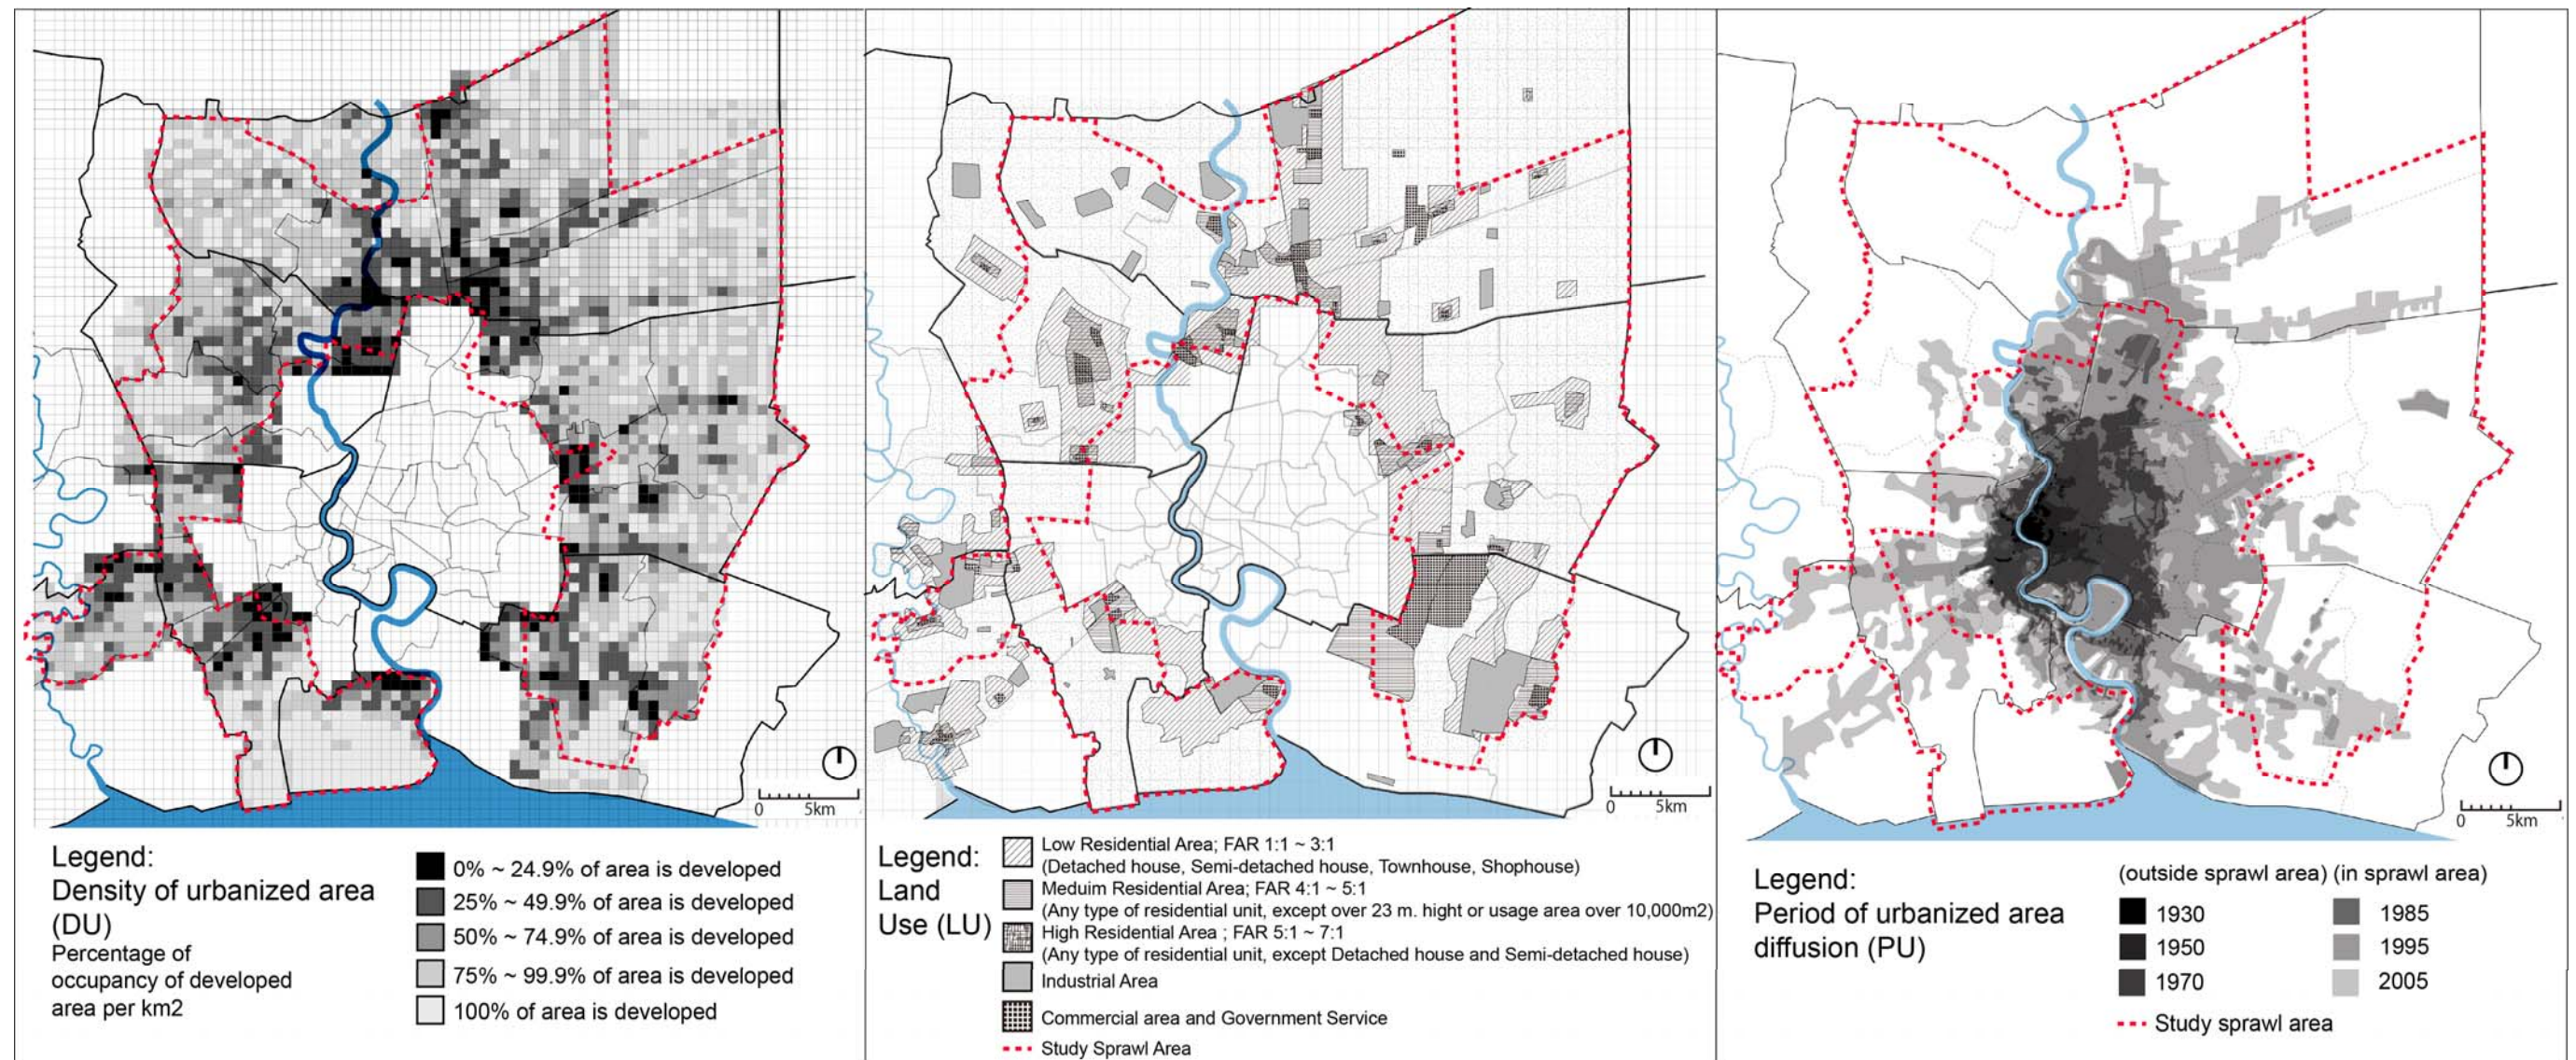 0 5km
Legend:
Density of urbanized area
(DU)
Percentage of
occupancy of developed
area per km2
0% ~ 24.9% of area is developed
25% ~ 49.9% of area is developed
50% ~ 74.9% of area is developed
75% ~ 99.9% of area is developed
100% of area is developed
0 5km
Legend:
Land
Use (LU)
Low Residential Area; FAR 1:1 ~ 3:1
(Detached house, Semi-detached house, Townhouse, Shophouse)
Meduim Residential Area; FAR 4:1 ~ 5:1
(Any type of residential unit, except over 23 m. hight or usage area over 10,000m2)
High Residential Area ; FAR 5:1 ~ 7:1
(Any type of residential unit, except Detached house and Semi-detached house)
Industrial Area
Commercial area and Government Service
Study Sprawl Area
0 5km
Legend:
Period of urbanized area
diffusion (PU)
(outside sprawl area) (in sprawl area)
1930 1985
1950 1995
1970 2005
Study sprawl area